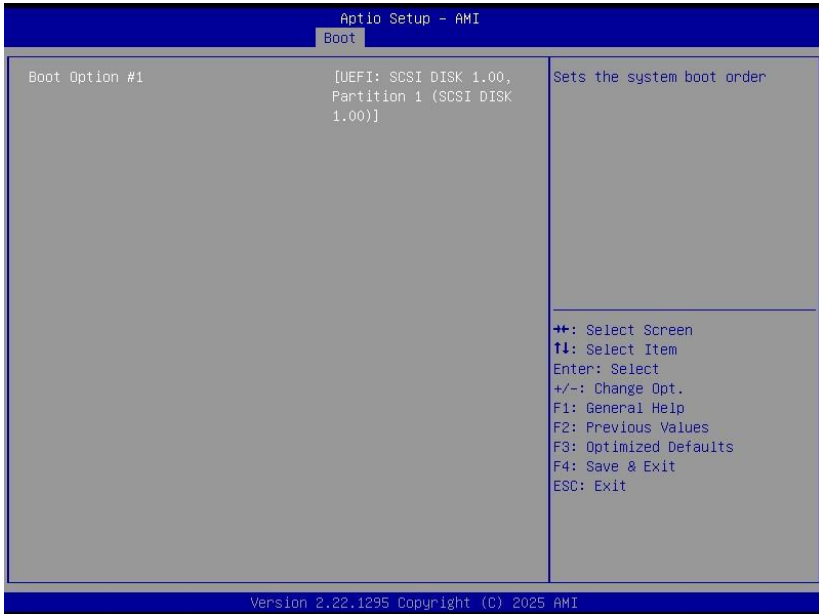 Aptio Setup - AMI
Boot
Boot Option #1 [UEFI: SCSI DISK 1.00,
Partition 1 (SCSI DISK
1.00)]
Sets the system boot order
→←: Select Screen
↑↓: Select Item
Enter: Select
+/-: Change Opt.
F1: General Help
F2: Previous Values
F3: Optimized Defaults
F4: Save & Exit
ESC: Exit
Version 2.22.1295 Copyright (C) 2025 AMI